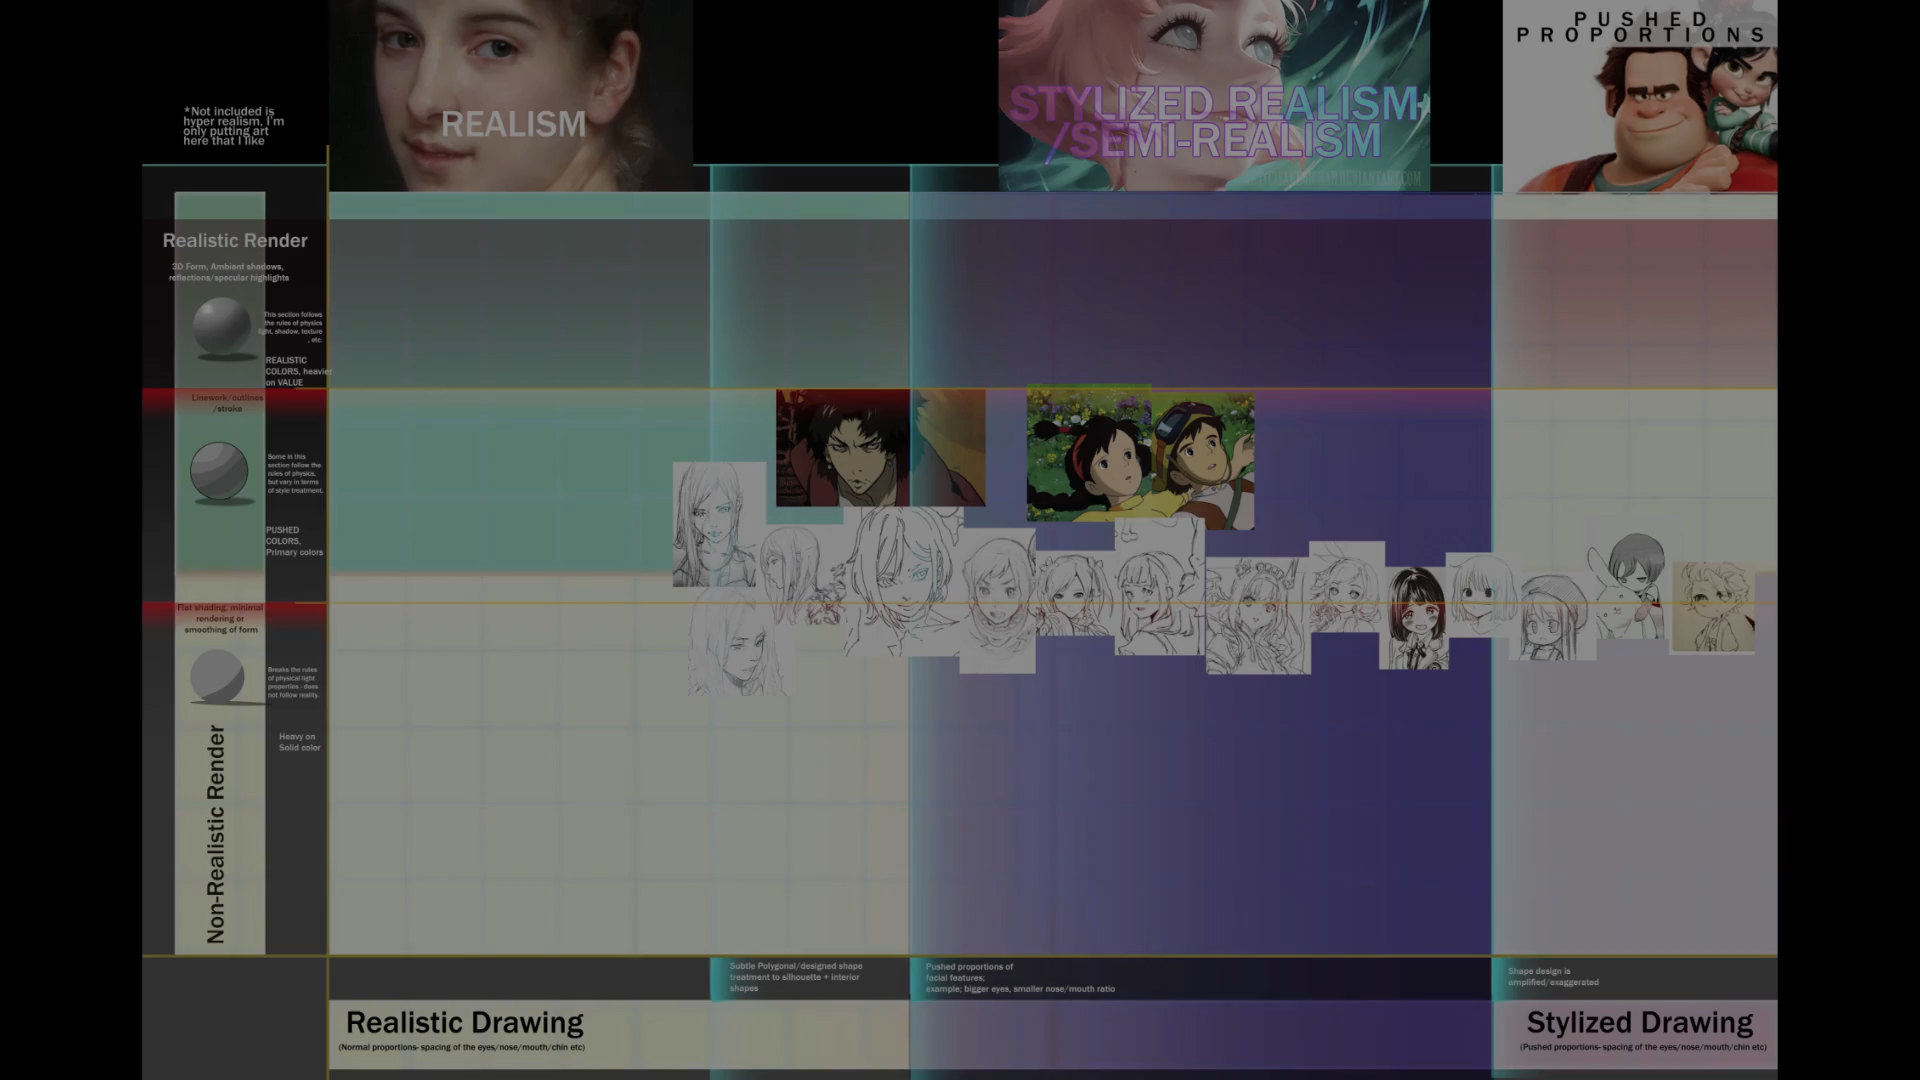 PUSHED
PROPORTIONS
REALISM
STYLIZED REALISM
/SEMI-REALISM
*Not included is
hyper realism, I'm
only putting art
here that I like
Realistic Render
3D Form, Ambient shadows,
reflections/specular highlights
This section follows
the rules of physics
light, shadow, texture
, etc.
REALISTIC
COLORS, heavier
on VALUE
Linework/outlines
/stroke
Some in this
section follow the
rules of physics,
but vary in terms
of style treatment.
PUSHED
COLORS,
Primary colors
Flat shading, minimal
rendering or
smoothing of form
Breaks the rules
of physical light
properties - does
not follow reality.
Heavy on
Solid color
Non-Realistic Render
Subtle Polygonal/designed shape
treatment to silhouette + interior
shapes
Pushed proportions of
facial features;
example; bigger eyes, smaller nose/mouth ratio
Shape design is
amplified/exaggerated
Realistic Drawing
(Normal proportions- spacing of the eyes/nose/mouth/chin etc)
Stylized Drawing
(Pushed proportions- spacing of the eyes/nose/mouth/chin etc)